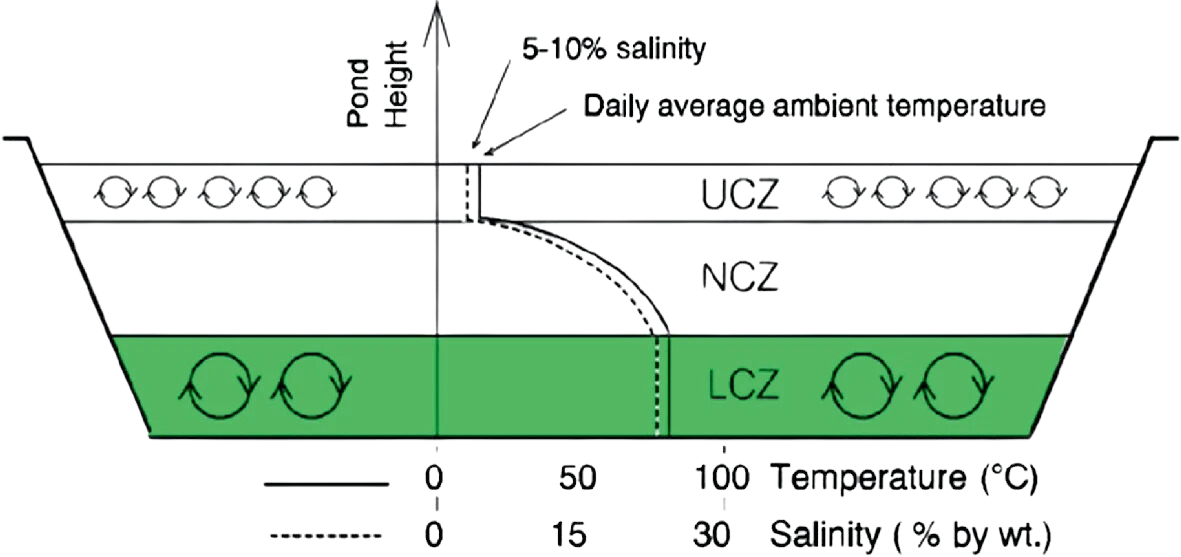 5-10% salinity
Pond
Height
Daily average ambient temperature
UCZ
NCZ
LCZ
0 50 100 Temperature (°C)
0 15 30 Salinity ( % by wt.)